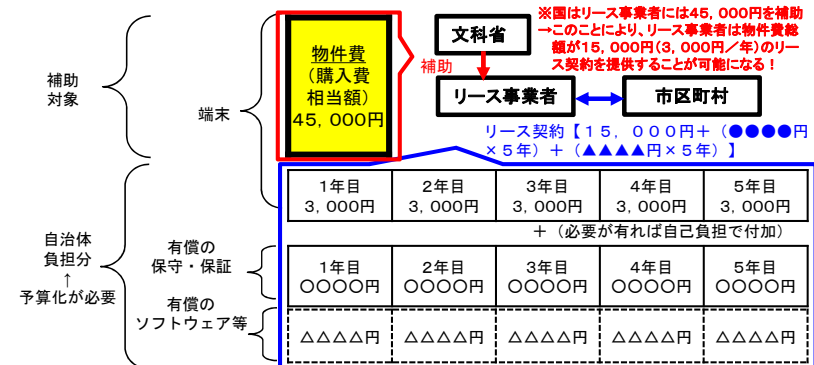 ※国はリース事業者には45,000円を補助
→このことにより、リース事業者は物件費総
額が15,000円(3,000円/年)のリー
ス契約を提供することが可能になる!
文科省
補助
リース事業者
市区町村
物件費
(購入費
相当額)
45,000円
補助
対象
端末
リース契約【15,000円+(●●●●円
×5年)+(▲▲▲▲円×5年)】
1年目 2年目 3年目 4年目 5年目
3,000円 3,000円 3,000円 3,000円 3,000円
+(必要が有れば自己負担で付加)
自治体
負担分
↑
予算化が必要
有償の
保守・保証
1年目 2年目 3年目 4年目 5年目
○○○○円 ○○○○円 ○○○○円 ○○○○円 ○○○○円
有償の
ソフトウェア等
△△△△円 △△△△円 △△△△円 △△△△円 △△△△円